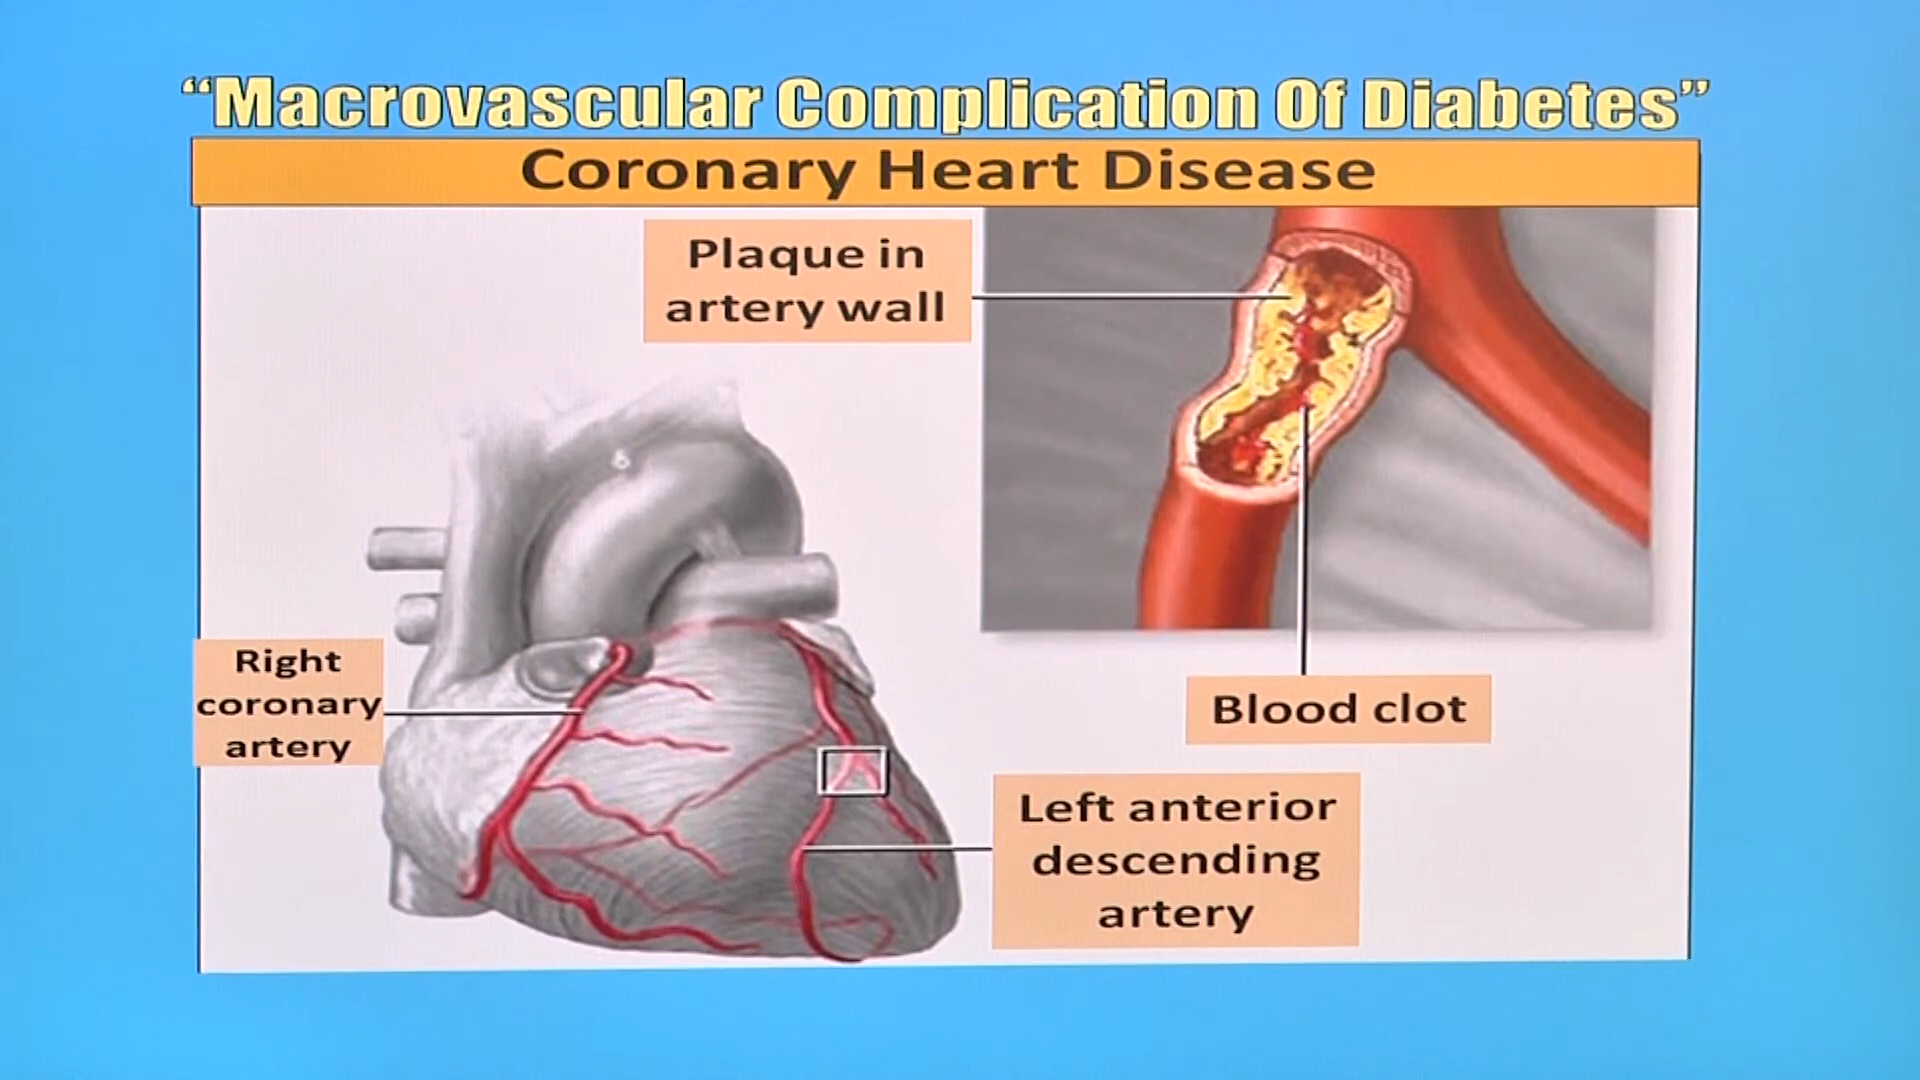 “Macrovascular Complication Of Diabetes”
Coronary Heart Disease
Plaque in
artery wall
Right
coronary
artery
Blood clot
Left anterior
descending
artery